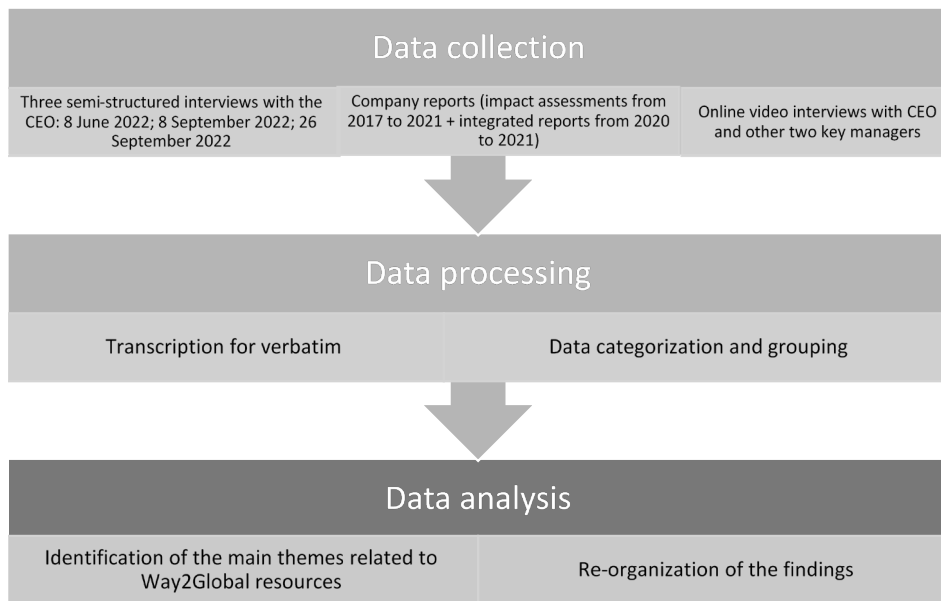 Data collection
Three semi-structured interviews with the
CEO: 8 June 2022; 8 September 2022; 26
September 2022
Company reports (impact assessments from
2017 to 2021 + integrated reports from 2020
to 2021)
Online video interviews with CEO
and other two key managers
Data processing
Transcription for verbatim
Data categorization and grouping
Data analysis
Identification of the main themes related to
Way2Global resources
Re-organization of the findings